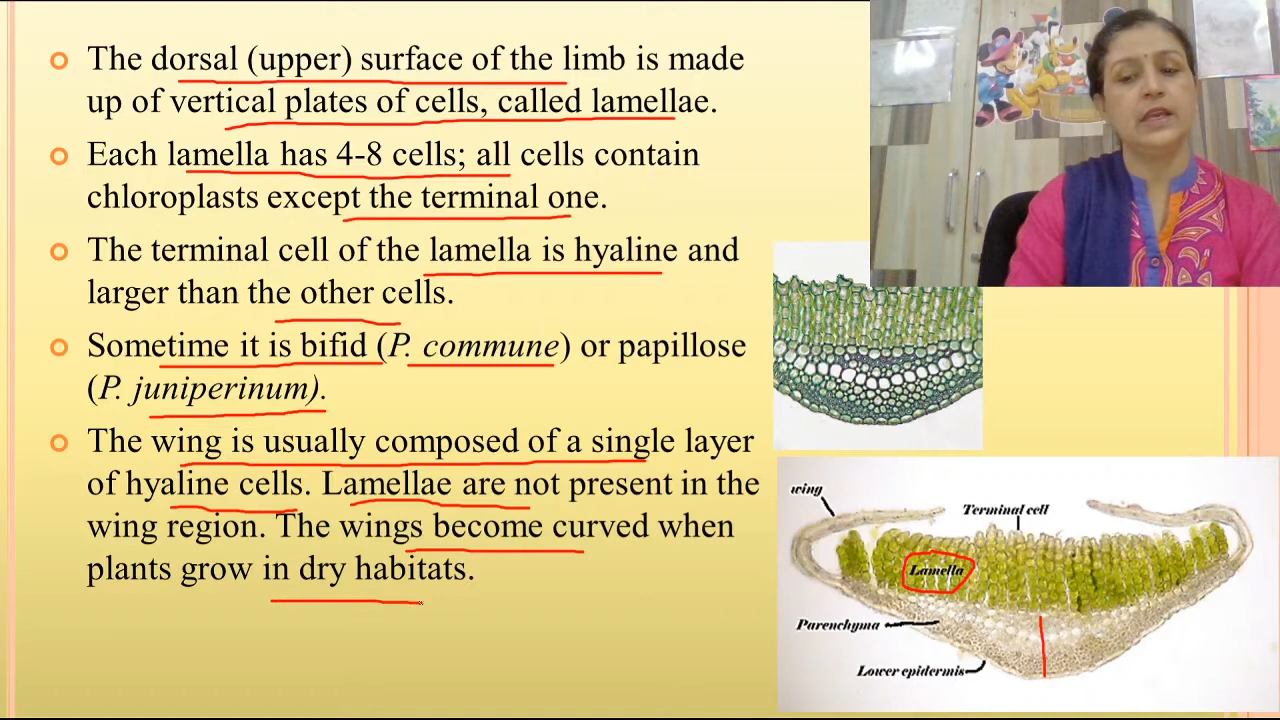 The dorsal (upper) surface of the limb is made
up of vertical plates of cells, called lamellae.
Each lamella has 4-8 cells; all cells contain
chloroplasts except the terminal one.
The terminal cell of the lamella is hyaline and
larger than the other cells.
Sometime it is bifid (P. commune) or papillose
(P. juniperinum).
The wing is usually composed of a single layer
of hyaline cells. Lamellae are not present in the
wing region. The wings become curved when
plants grow in dry habitats.
wing
Terminal cell
Lamella
Parenchyma
Lower epidermis